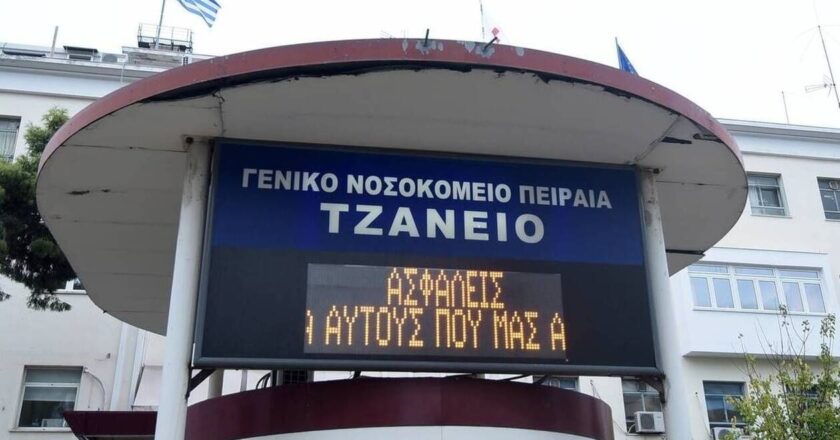 ΓΕΝΙΚΟ ΝΟΣΟΚΟΜΕΙΟ ΠΕΙΡΑΙΑ
ΤΖΑΝΕΙΟ
ΑΣΦΑΛΕΙΣ
Α ΑΥΤΟΥΣ ΠΟΥ ΜΑΣ Α